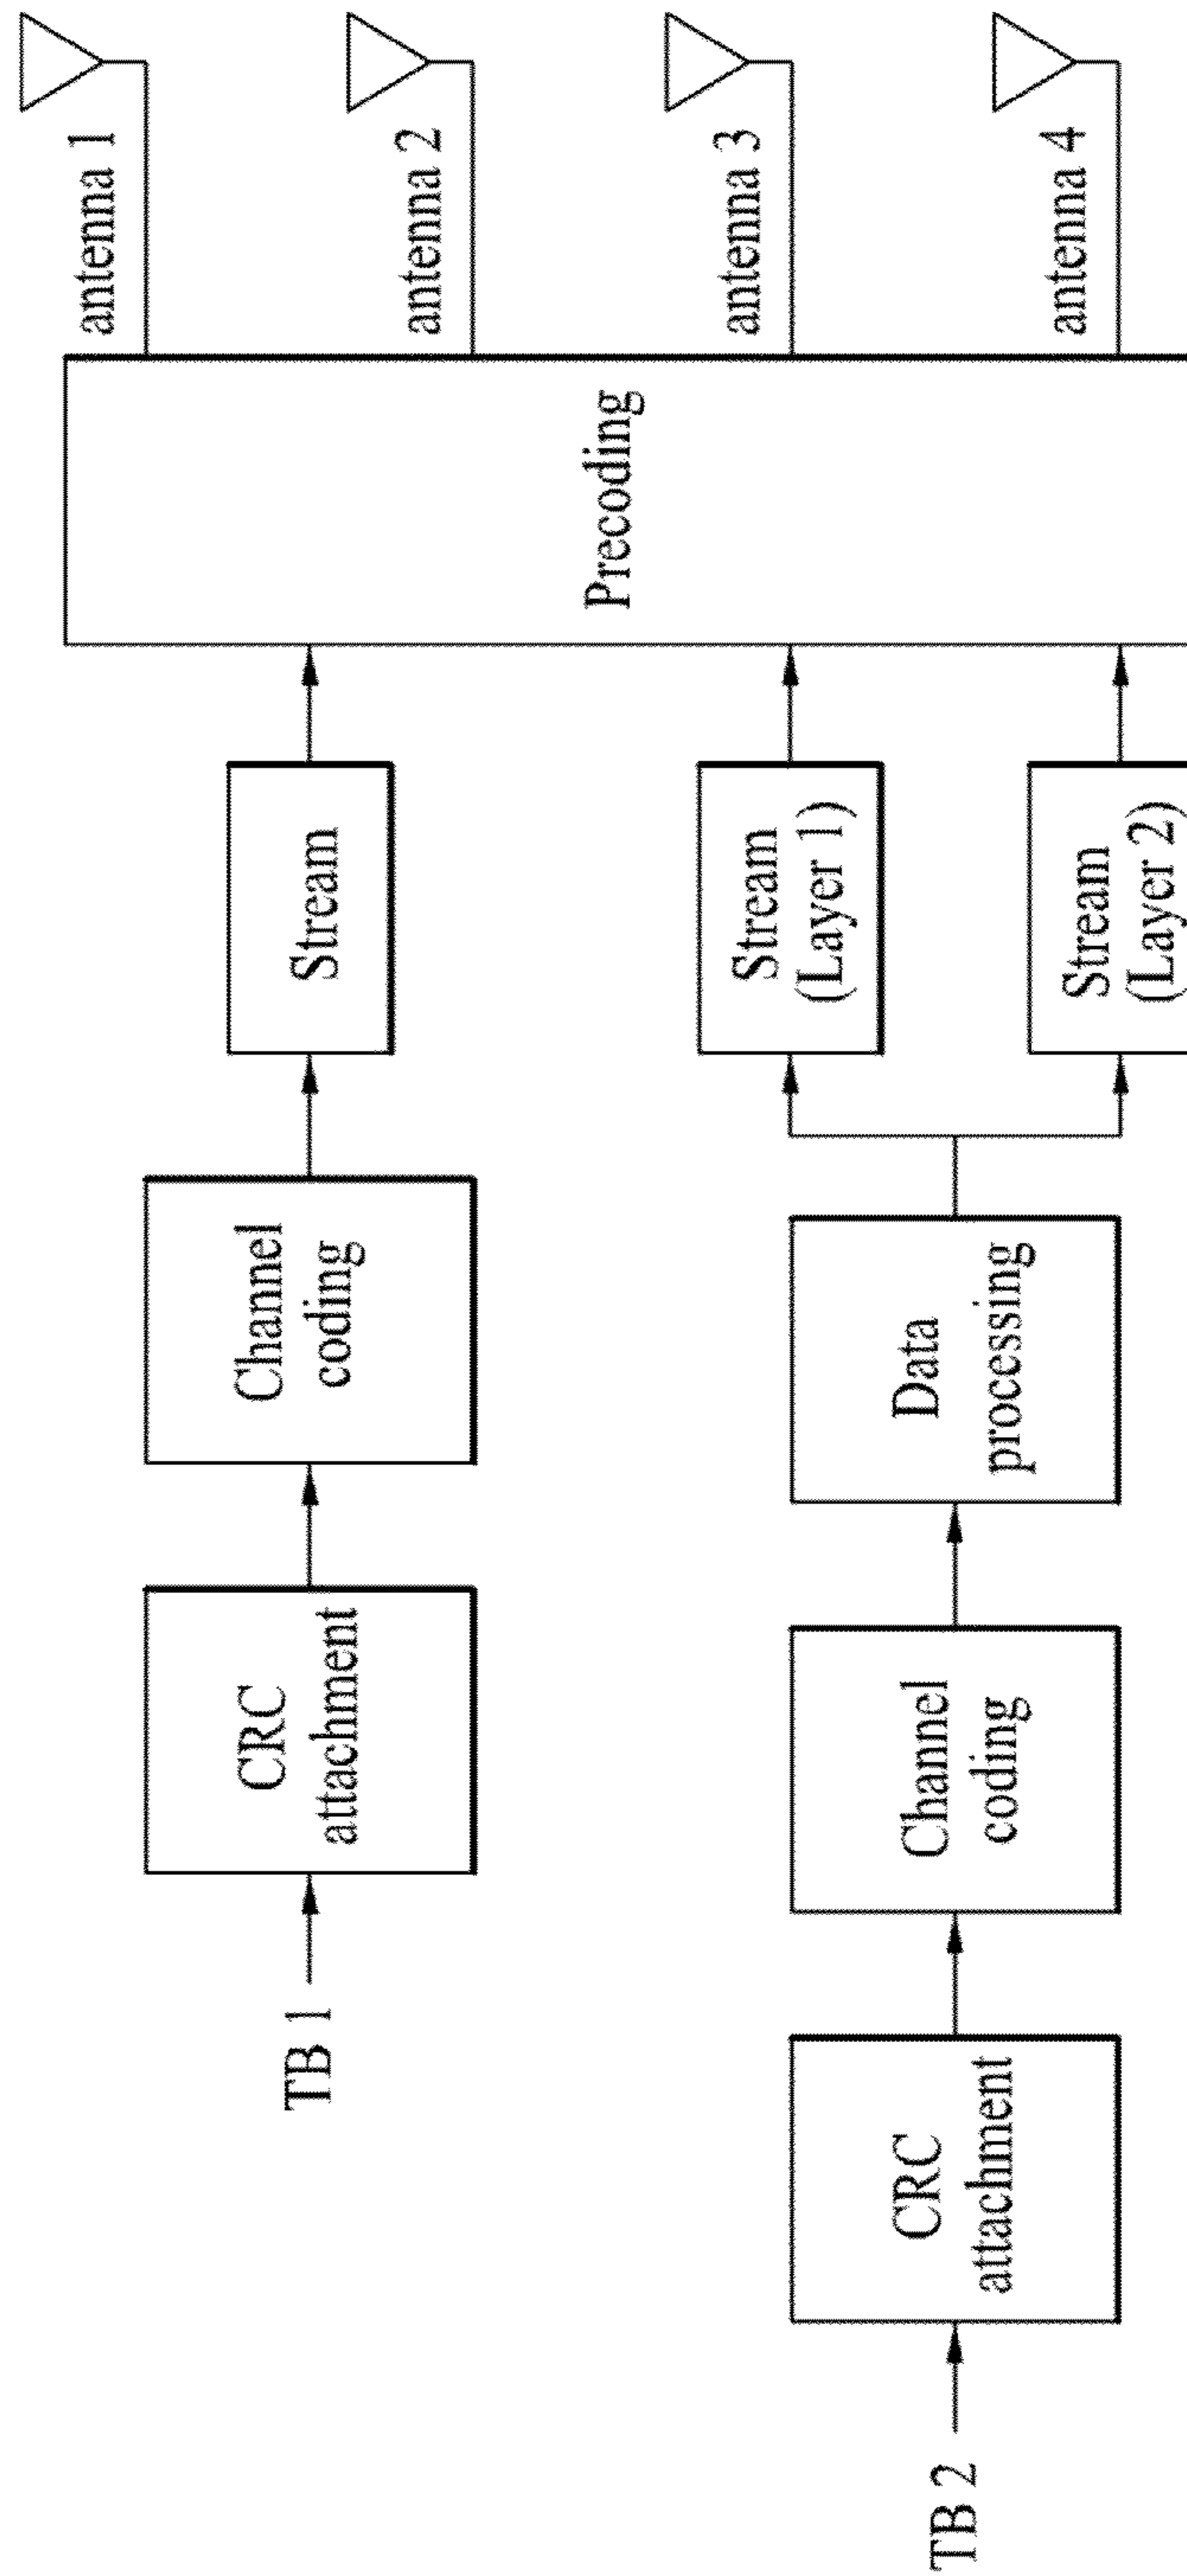 TB 1
CRC
attachment
Channel
coding
Stream
TB 2
CRC
attachment
Channel
coding
Data
processing
Stream
(Layer 1)
Stream
(Layer 2)
Precoding
antenna 1
antenna 2
antenna 3
antenna 4